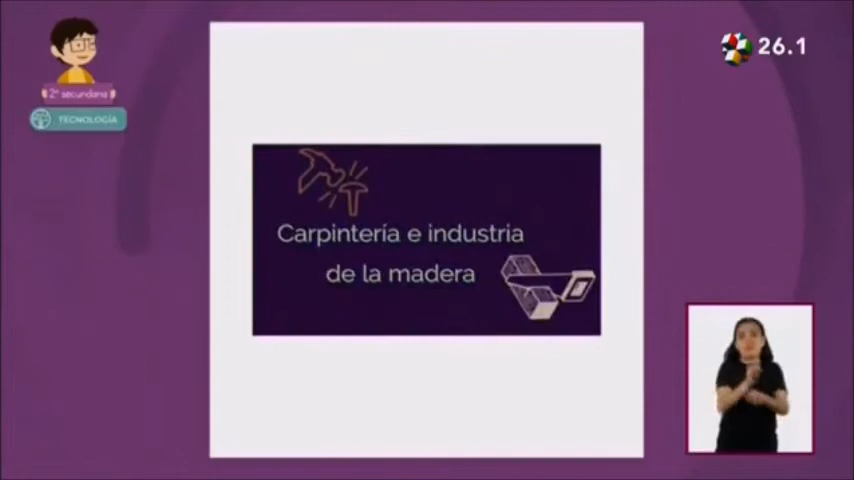 2° secundaria
TECNOLOGÍA
26.1
Carpintería e industria
de la madera